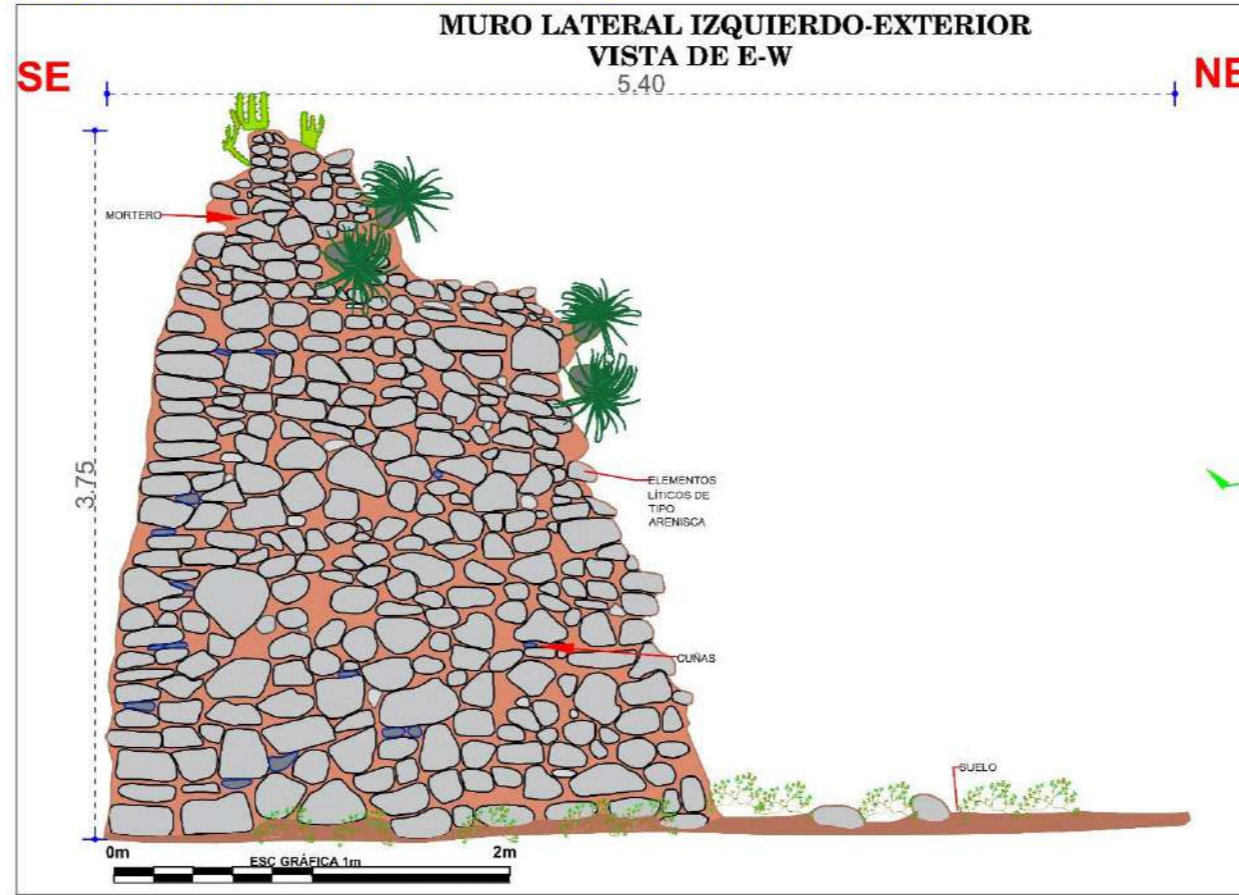 MURO LATERAL IZQUIERDO-EXTERIOR
VISTA DE E-W
SE
5.40
NE
MORTERO
3.75
ELEMENTOS
LÍTICOS DE
TIPO
ARENISCA
CUÑAS
SUELO
0m
ESC GRÁFICA 1m
2m